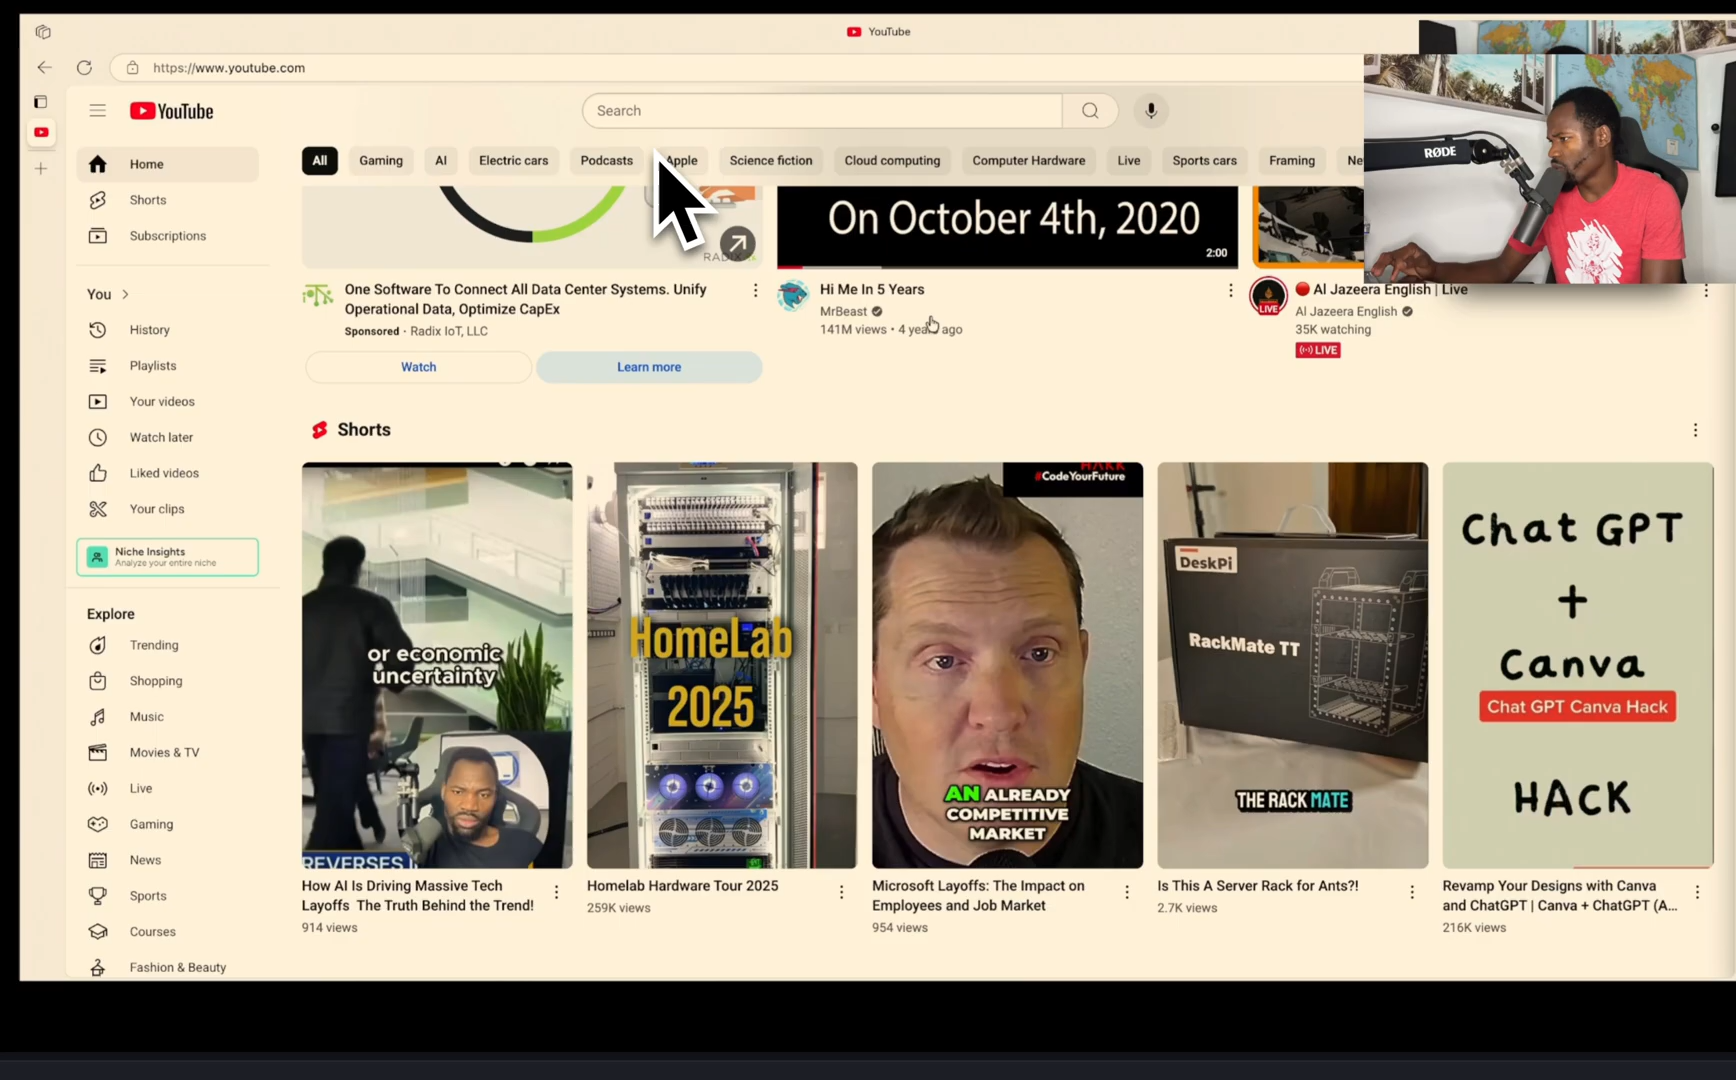 YouTube
https://www.youtube.com
YouTube
Search
RØDE
All
Gaming
AI
Electric cars
Podcasts
Apple
Science fiction
Cloud computing
Computer Hardware
Live
Sports cars
Framing
Home
Shorts
Subscriptions
You
History
Playlists
Your videos
Watch later
Liked videos
Your clips
Niche Insights
Analyze your entire niche
Explore
Trending
Shopping
Music
Movies & TV
Live
Gaming
News
Sports
Courses
Fashion & Beauty
RADIX
One Software To Connect All Data Center Systems. Unify
Operational Data, Optimize CapEx
Sponsored · Radix IoT, LLC
Watch
Learn more
On October 4th, 2020
2:00
Hi Me In 5 Years
MrBeast
141M views • 4 years ago
LIVE
Al Jazeera English | Live
Al Jazeera English
35K watching
LIVE
Shorts
or economic
uncertainty
REVERSES
How AI Is Driving Massive Tech
Layoffs The Truth Behind the Trend!
914 views
HomeLab
2025
Homelab Hardware Tour 2025
259K views
#CodeYourFuture
AN ALREADY
COMPETITIVE
MARKET
Microsoft Layoffs: The Impact on
Employees and Job Market
954 views
DeskPi
RackMate TT
THE RACK MATE
Is This A Server Rack for Ants?!
2.7K views
Chat GPT
+
Canva
Chat GPT Canva Hack
HACK
Revamp Your Designs with Canva
and ChatGPT | Canva + ChatGPT (A...
216K views